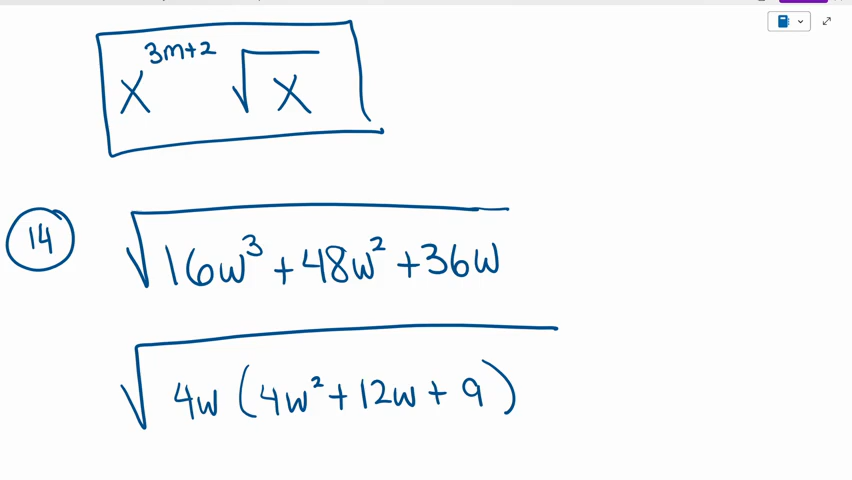 x^{3m+2} √x
14 √(16w³ + 48w² + 36w)
√(4w (4w² + 12w + 9))